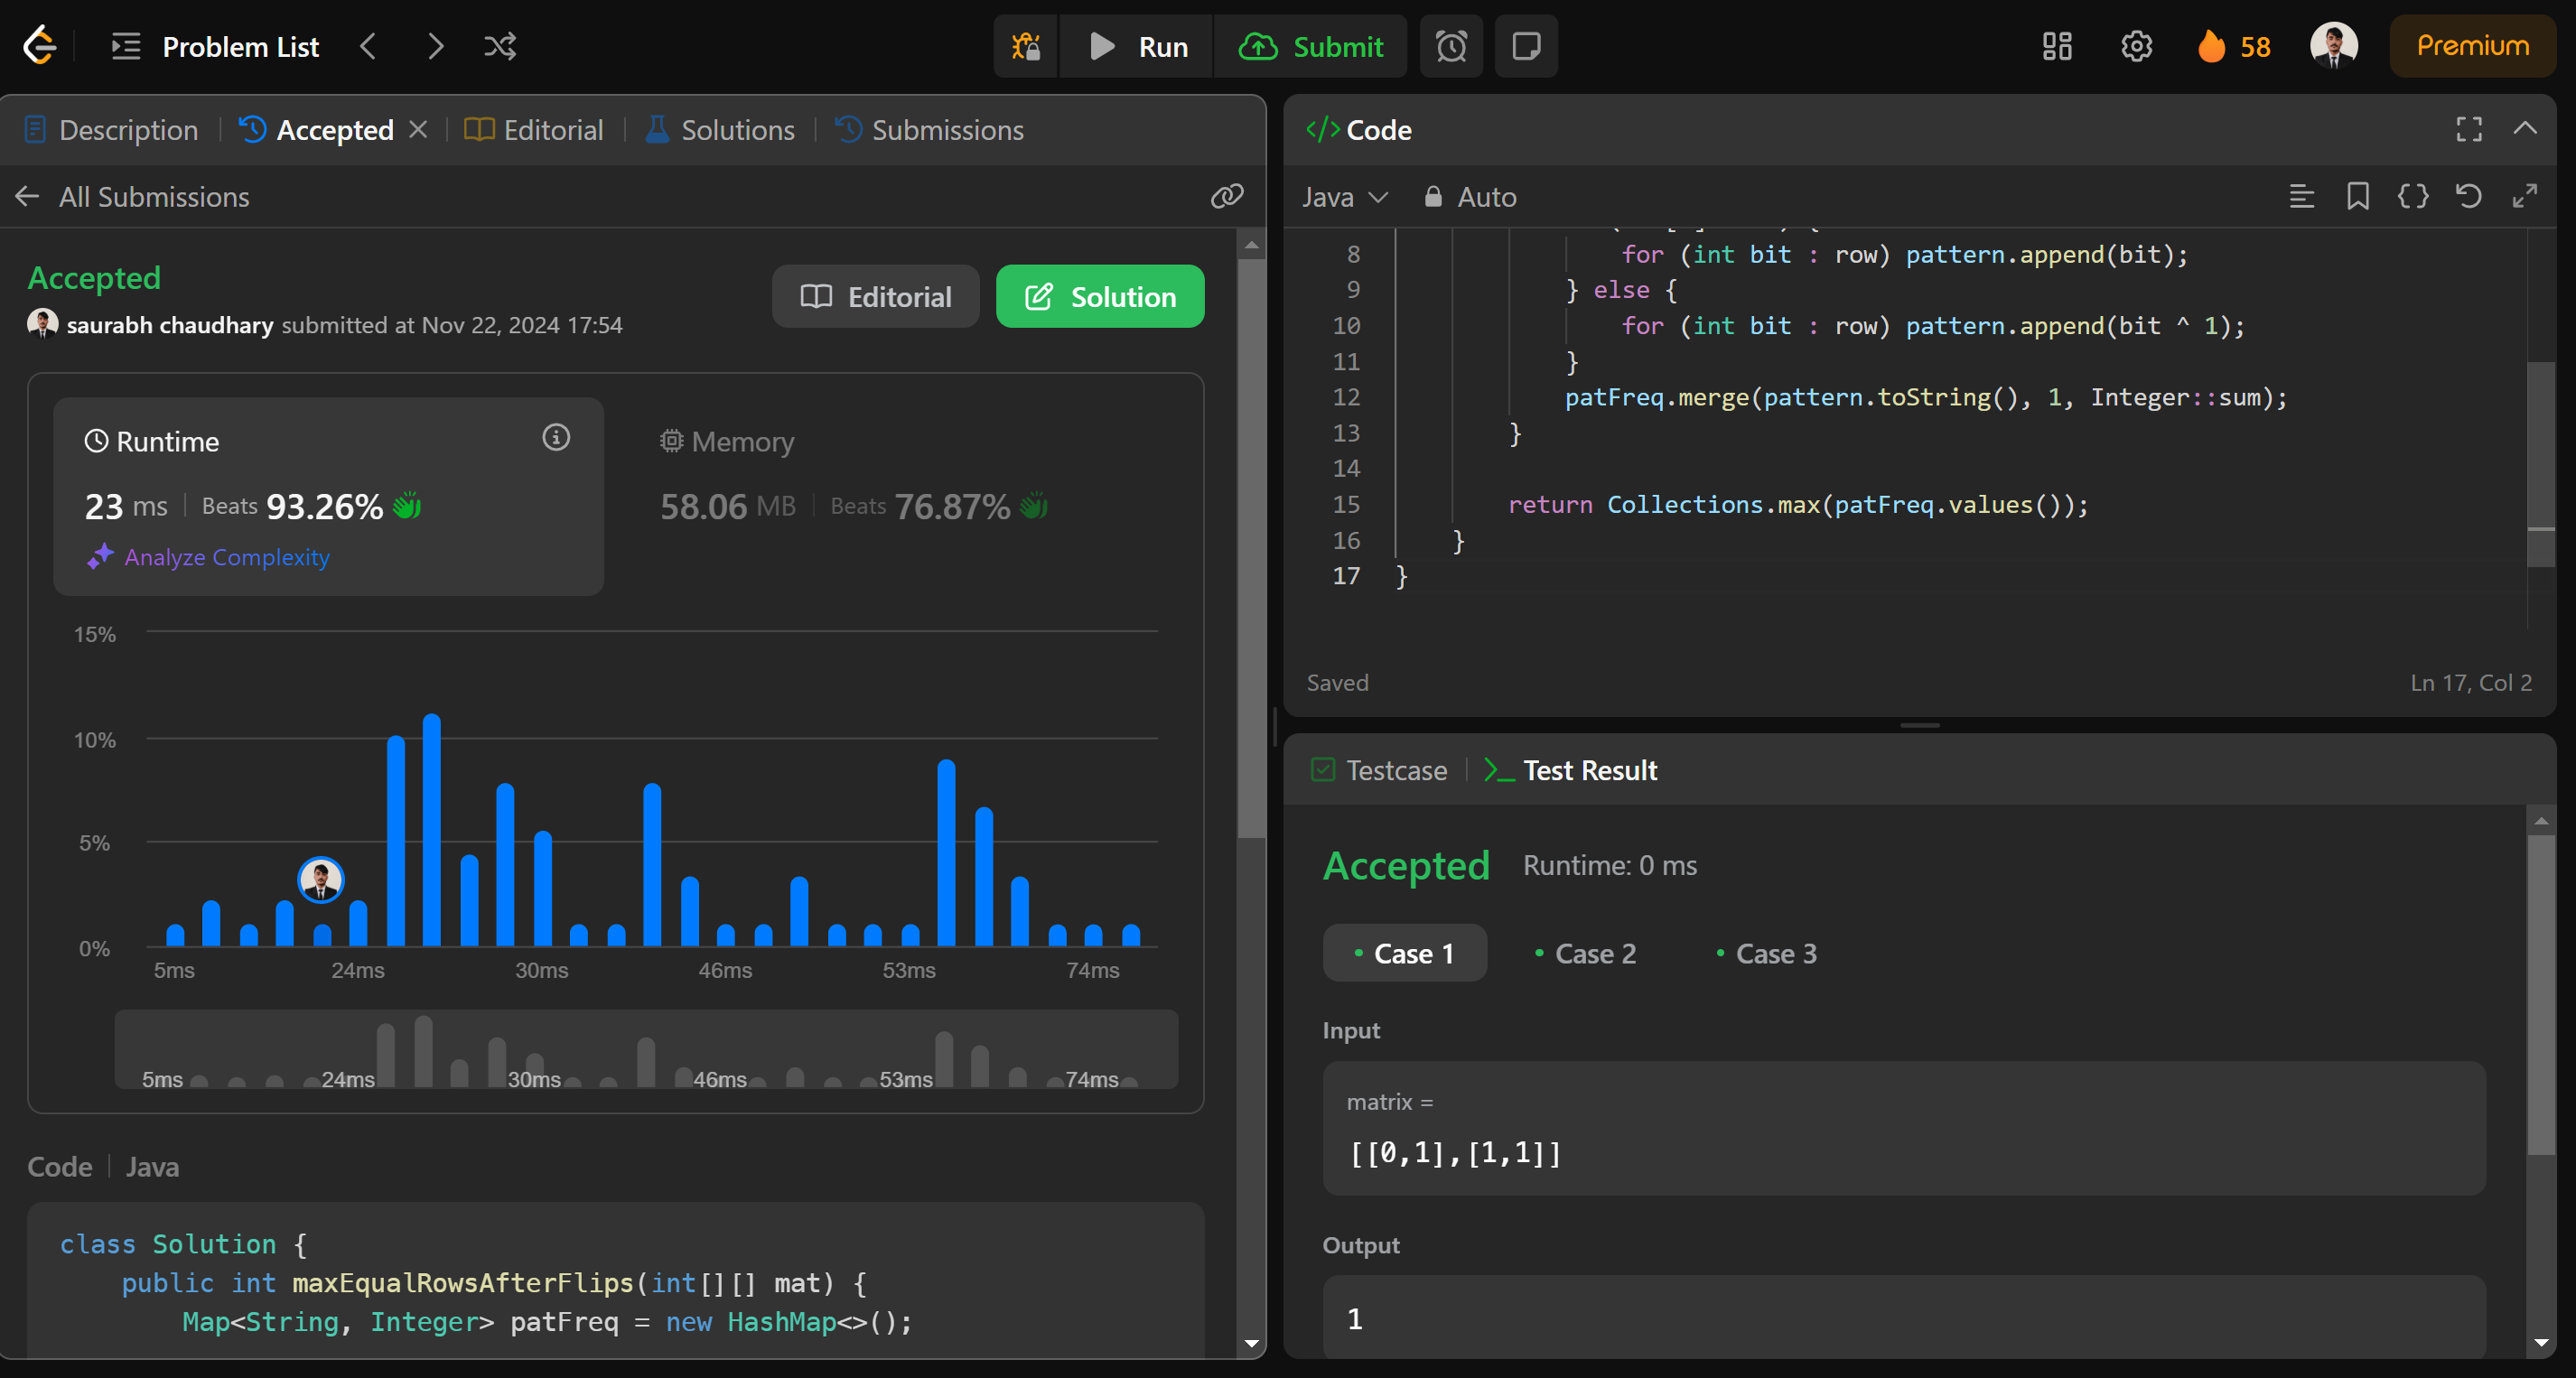 Problem List
Run
Submit
58
Premium
Description
Accepted
Editorial
Solutions
Submissions
All Submissions
Accepted
Editorial
Solution
saurabh chaudhary submitted at Nov 22, 2024 17:54
Runtime
23 ms
Beats 93.26%
Analyze Complexity
Memory
58.06 MB
Beats 76.87%
15%
10%
5%
0%
5ms 24ms 30ms 46ms 53ms 74ms
5ms 24ms 30ms 46ms 53ms 74ms
Code Java
class Solution {
public int maxEqualRowsAfterFlips(int[][] mat) {
Map<String, Integer> patFreq = new HashMap<>();
</> Code
Java Auto
8 for (int bit : row) pattern.append(bit);
9 } else {
10 for (int bit : row) pattern.append(bit ^ 1);
11 }
12 patFreq.merge(pattern.toString(), 1, Integer::sum);
13 }
14
15 return Collections.max(patFreq.values());
16 }
17 }
Saved
Ln 17, Col 2
Testcase
Test Result
Accepted Runtime: 0 ms
Case 1
Case 2
Case 3
Input
matrix =
[[0,1],[1,1]]
Output
1